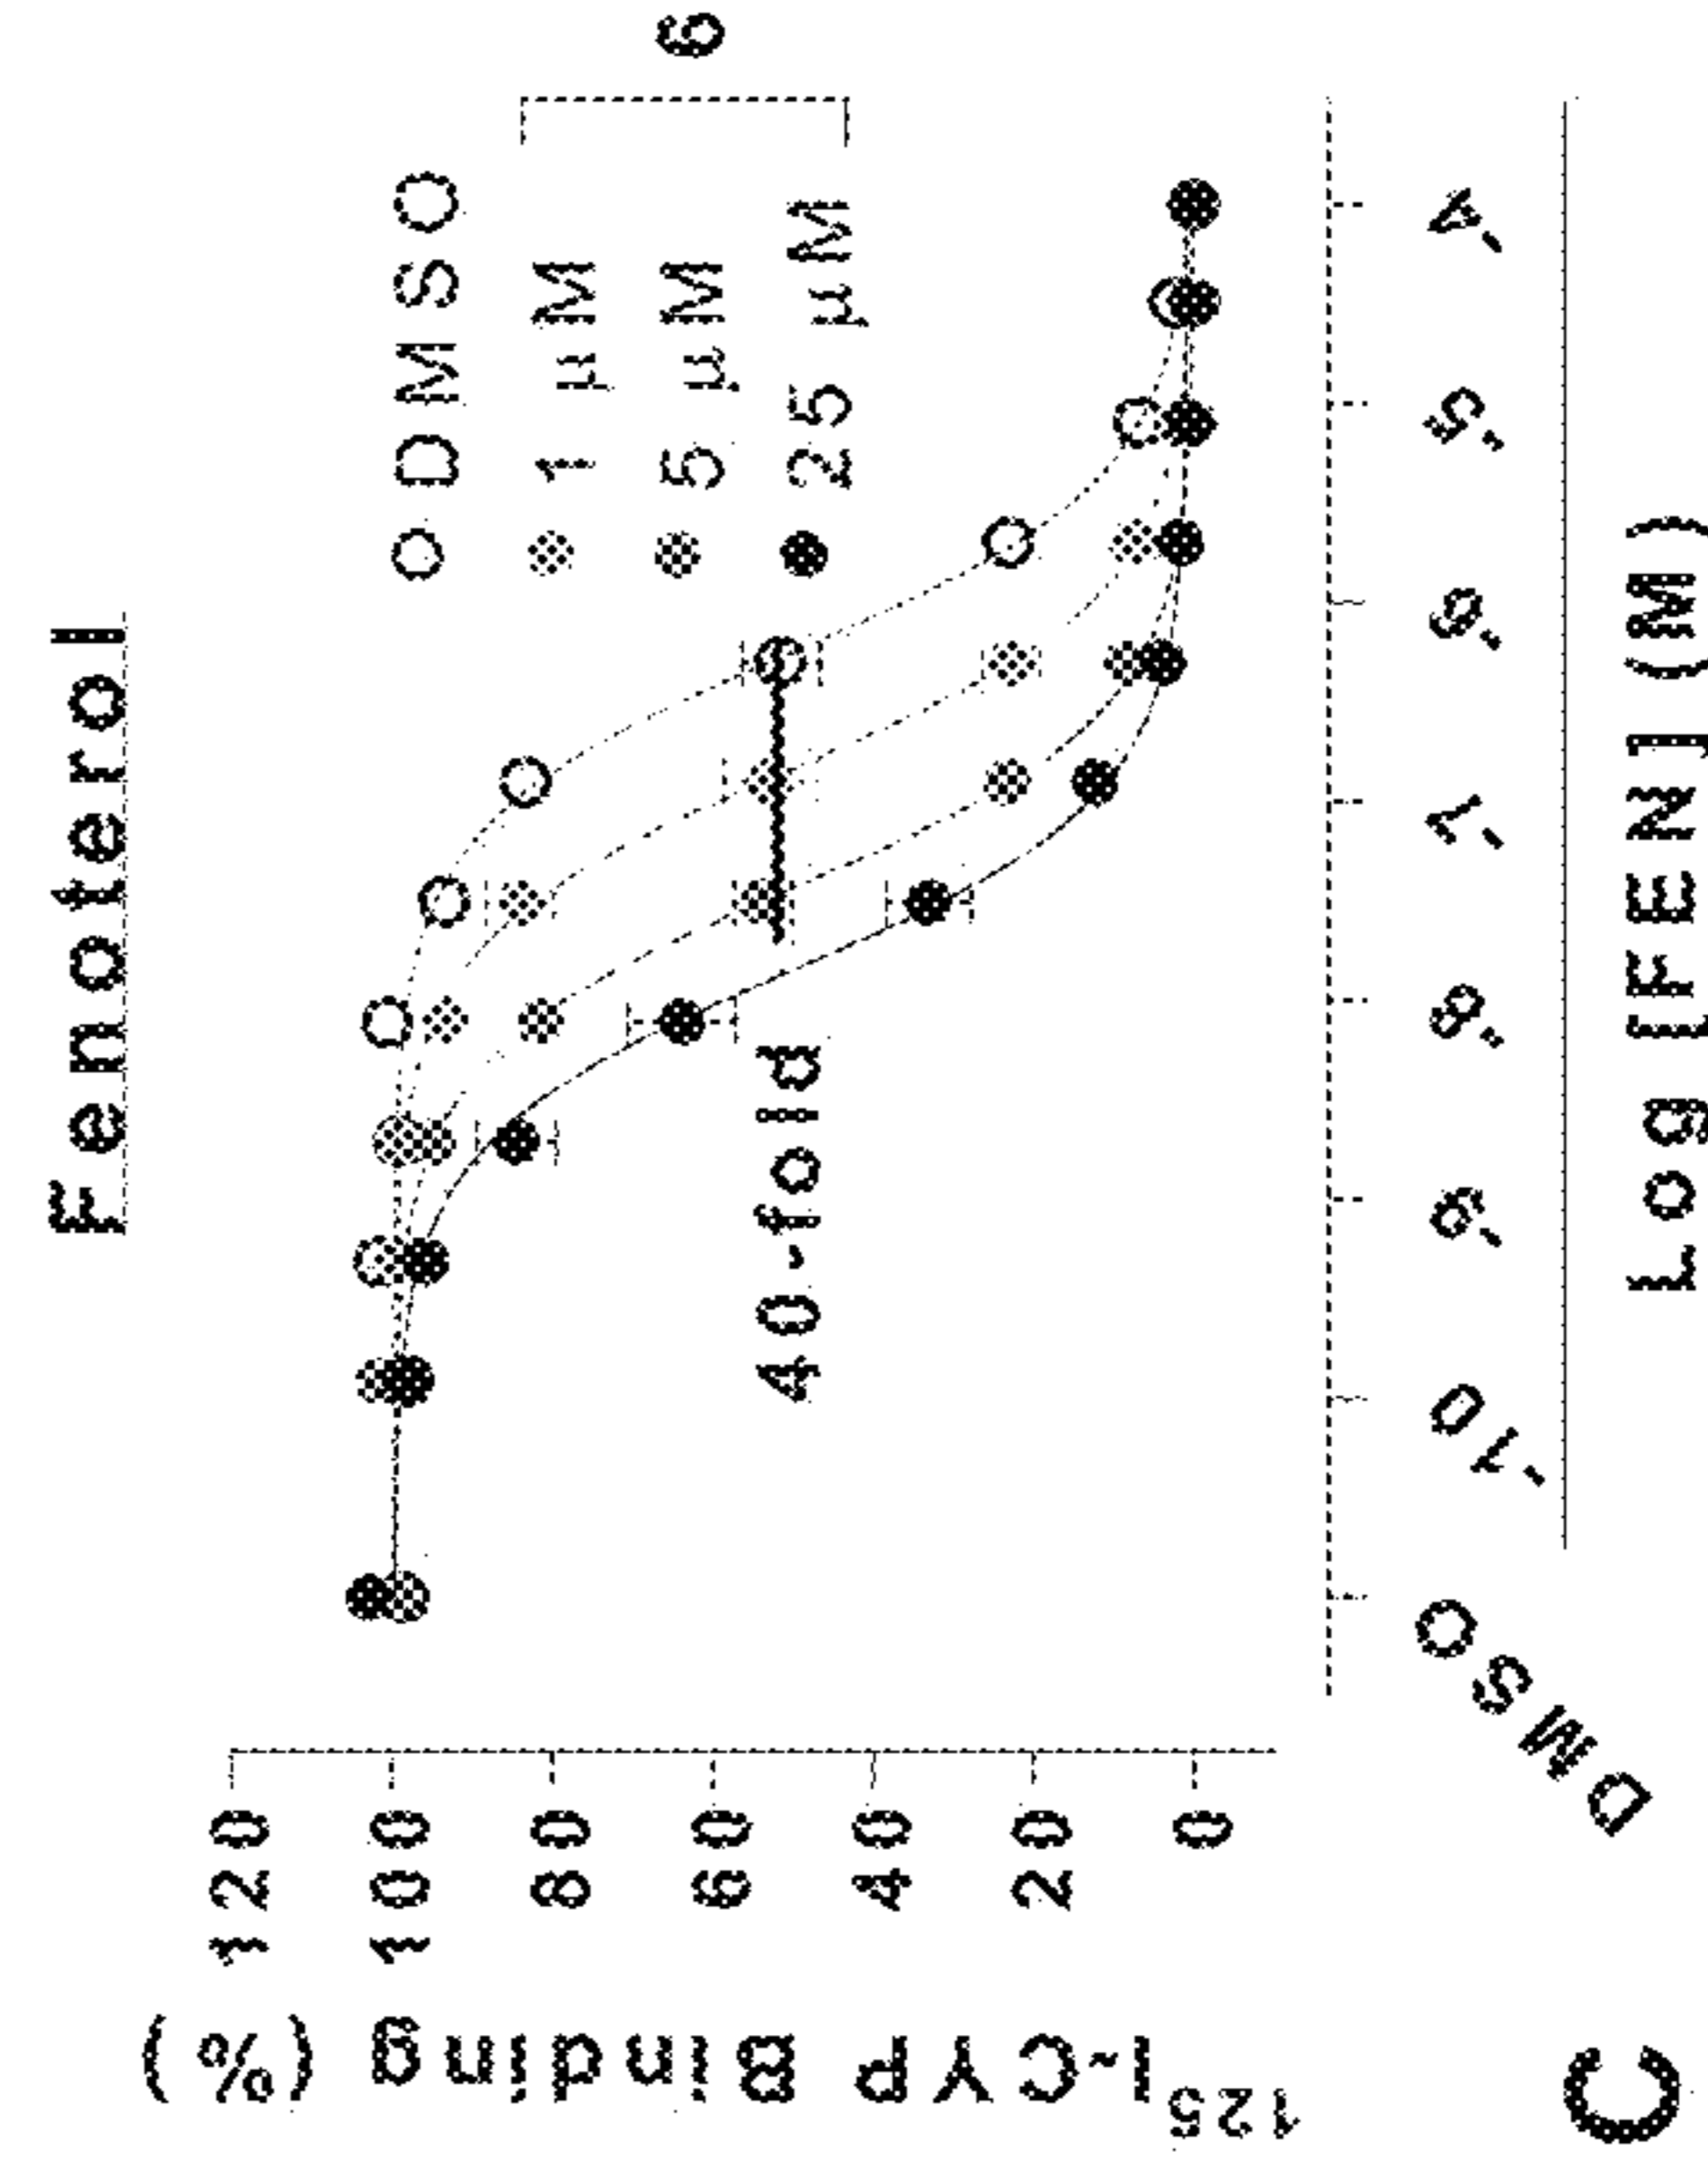 Fenoterol
DMSO
1 µM
5 µM
25 µM
6
40-fold
¹²⁵I-CYP Binding (%)
120
100
80
60
40
20
0
DMSO
-10
-9
-8
-7
-6
-5
-4
Log [FEN] (M)
C